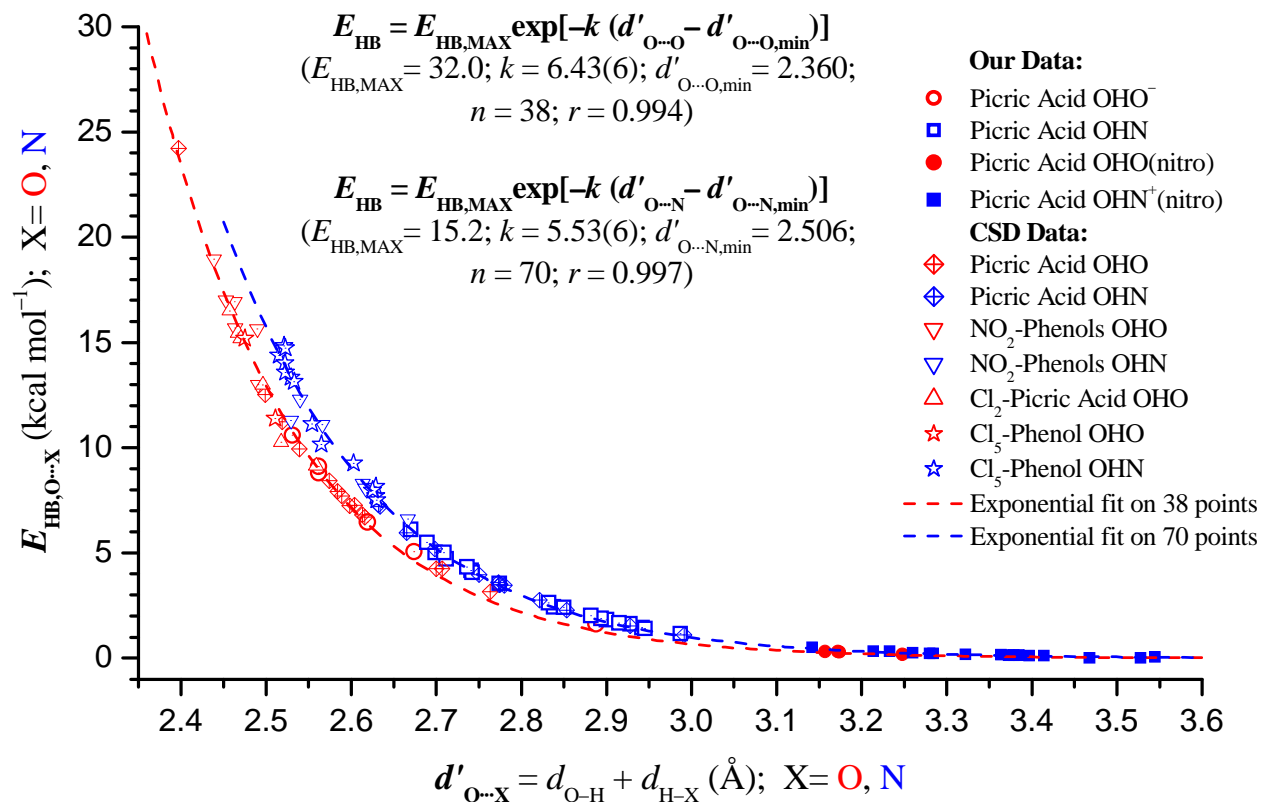 E_HB = E_HB,MAX exp[–k (d′_O···O – d′_O···O,min)]
(E_HB,MAX = 32.0; k = 6.43(6); d′_O···O,min = 2.360;
n = 38; r = 0.994)
E_HB = E_HB,MAX exp[–k (d′_O···N – d′_O···N,min)]
(E_HB,MAX = 15.2; k = 5.53(6); d′_O···N,min = 2.506;
n = 70; r = 0.997)
Our Data:
Picric Acid OHO⁻
Picric Acid OHN
Picric Acid OHO(nitro)
Picric Acid OHN⁺(nitro)
CSD Data:
Picric Acid OHO
Picric Acid OHN
NO₂-Phenols OHO
NO₂-Phenols OHN
Cl₂-Picric Acid OHO
Cl₅-Phenol OHO
Cl₅-Phenol OHN
Exponential fit on 38 points
Exponential fit on 70 points
E_HB,O···X (kcal mol⁻¹); X= O, N
30
25
20
15
10
5
0
2.4 2.5 2.6 2.7 2.8 2.9 3.0 3.1 3.2 3.3 3.4 3.5 3.6
d′_O···X = d_O–H + d_H–X (Å); X= O, N